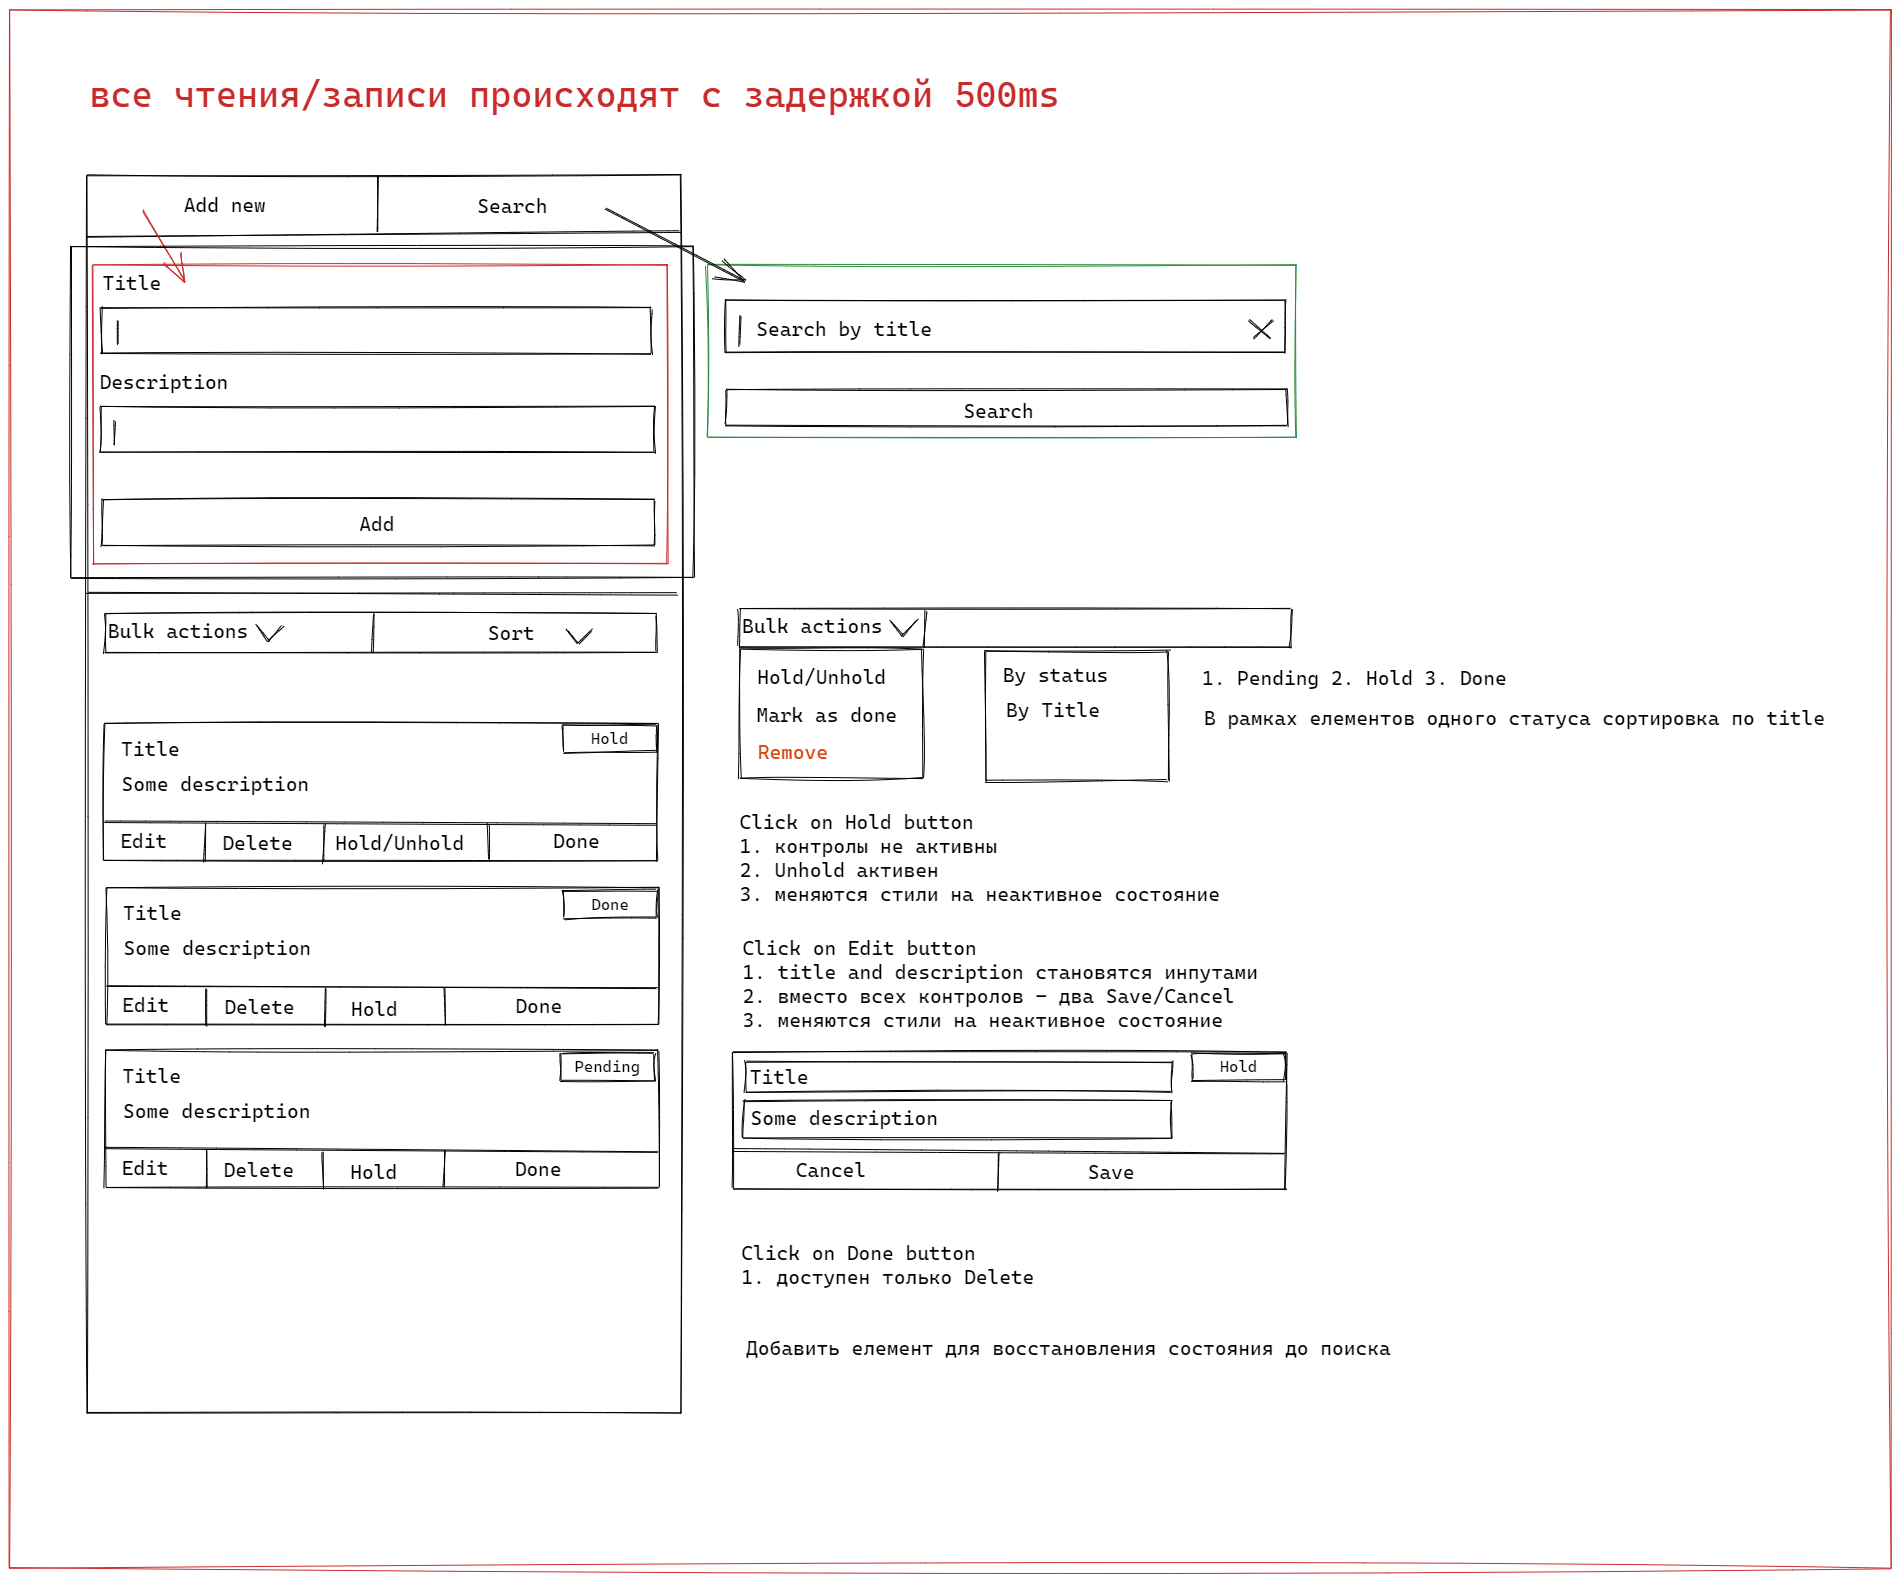 все чтения/записи происходят с задержкой 500ms
Add new
Search
Title
Description
Add
Search by title
Search
Bulk actions
Sort
Title
Hold
Some description
Edit
Delete
Hold/Unhold
Done
Title
Done
Some description
Edit
Delete
Hold
Done
Title
Pending
Some description
Edit
Delete
Hold
Done
Bulk actions
Hold/Unhold
Mark as done
Remove
By status
By Title
1. Pending 2. Hold 3. Done
В рамках елементов одного статуса сортировка по title
Click on Hold button
1. контролы не активны
2. Unhold активен
3. меняются стили на неактивное состояние
Click on Edit button
1. title and description становятся инпутами
2. вместо всех контролов – два Save/Cancel
3. меняются стили на неактивное состояние
Title
Hold
Some description
Cancel
Save
Click on Done button
1. доступен только Delete
Добавить елемент для восстановления состояния до поиска